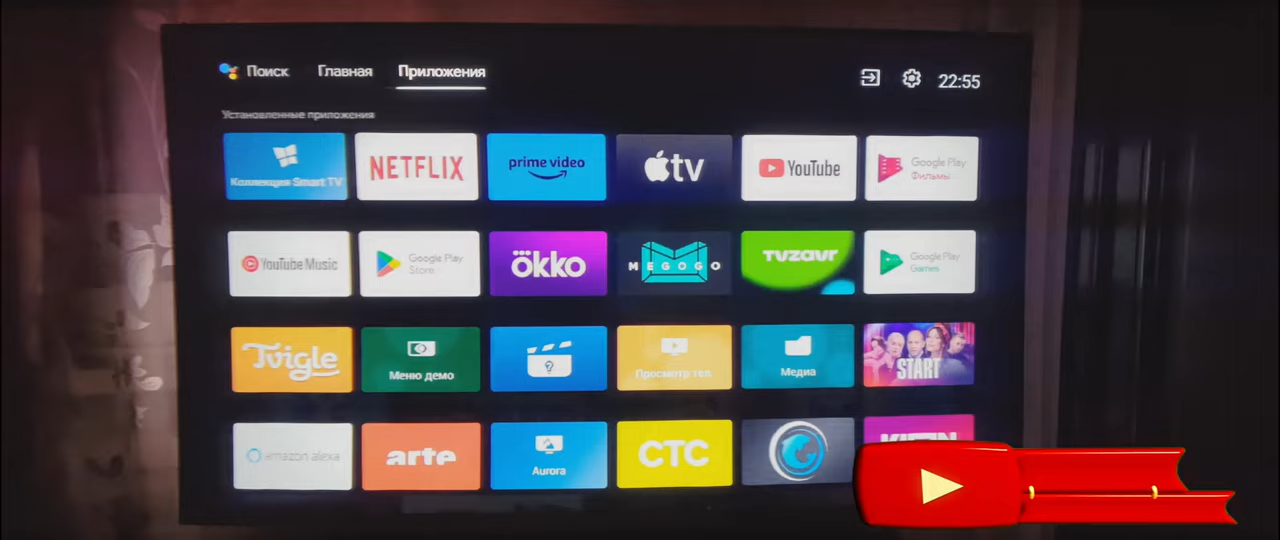 Поиск Главная Приложения 22:55
Установленные приложения
Коллекция Smart TV
NETFLIX
prime video
tv
YouTube
Google Play
Фильмы
YouTube Music
Google Play
Store
ökko
MEGOGO
TVZAVR
Google Play
Games
Tvigle
Меню демо
?
Просмотр тел
Медиа
START
amazon alexa
arte
Aurora
СТС